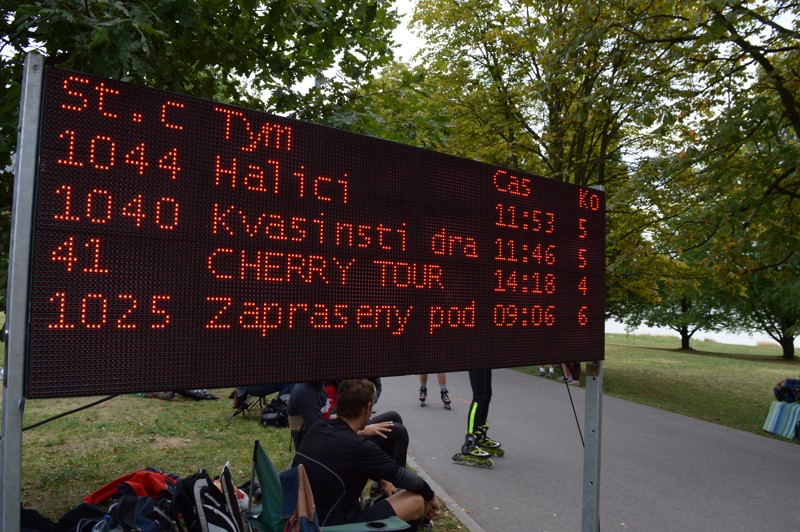 St.c Tym Cas Ko
1044 Halici 11:53 5
1040 Kvasinsti dra 11:46 5
41 CHERRY TOUR 14:18 4
1025 Zapraseny pod 09:06 6